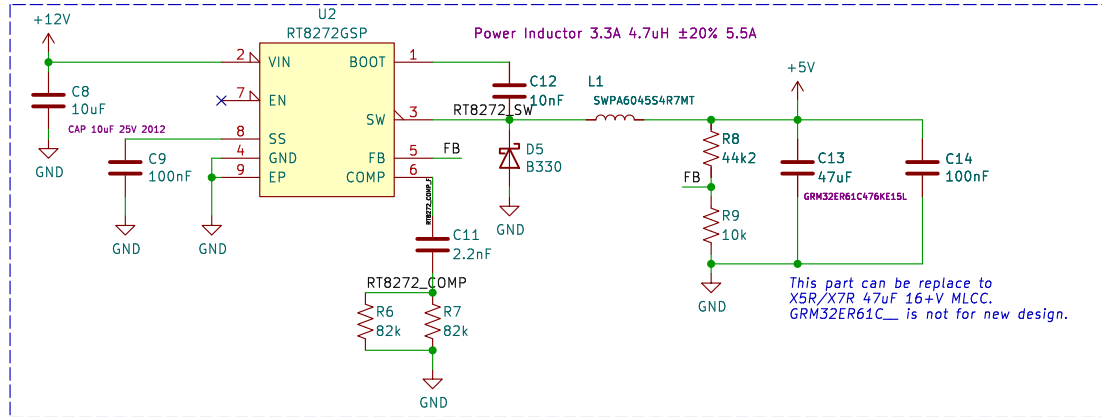 U2
RT8272GSP
+12V
Power Inductor 3.3A 4.7uH ±20% 5.5A
2 VIN
BOOT 1
C8
10uF
CAP 10uF 25V 2012
GND
7 EN
C12
10nF
RT8272_SW
SW 3
L1
SWPA6045S4R7MT
+5V
8 SS
4 GND
9 EP
FB 5
FB
COMP 6
C9
100nF
GND
GND
D5
B330
GND
R8
44k2
FB
R9
10k
GND
C13
47uF
GRM32ER61C476KE15L
C14
100nF
RT8272_COMP_F
C11
2.2nF
RT8272_COMP
R6
82k
R7
82k
GND
This part can be replace to
X5R/X7R 47uF 16+V MLCC.
GRM32ER61C__ is not for new design.